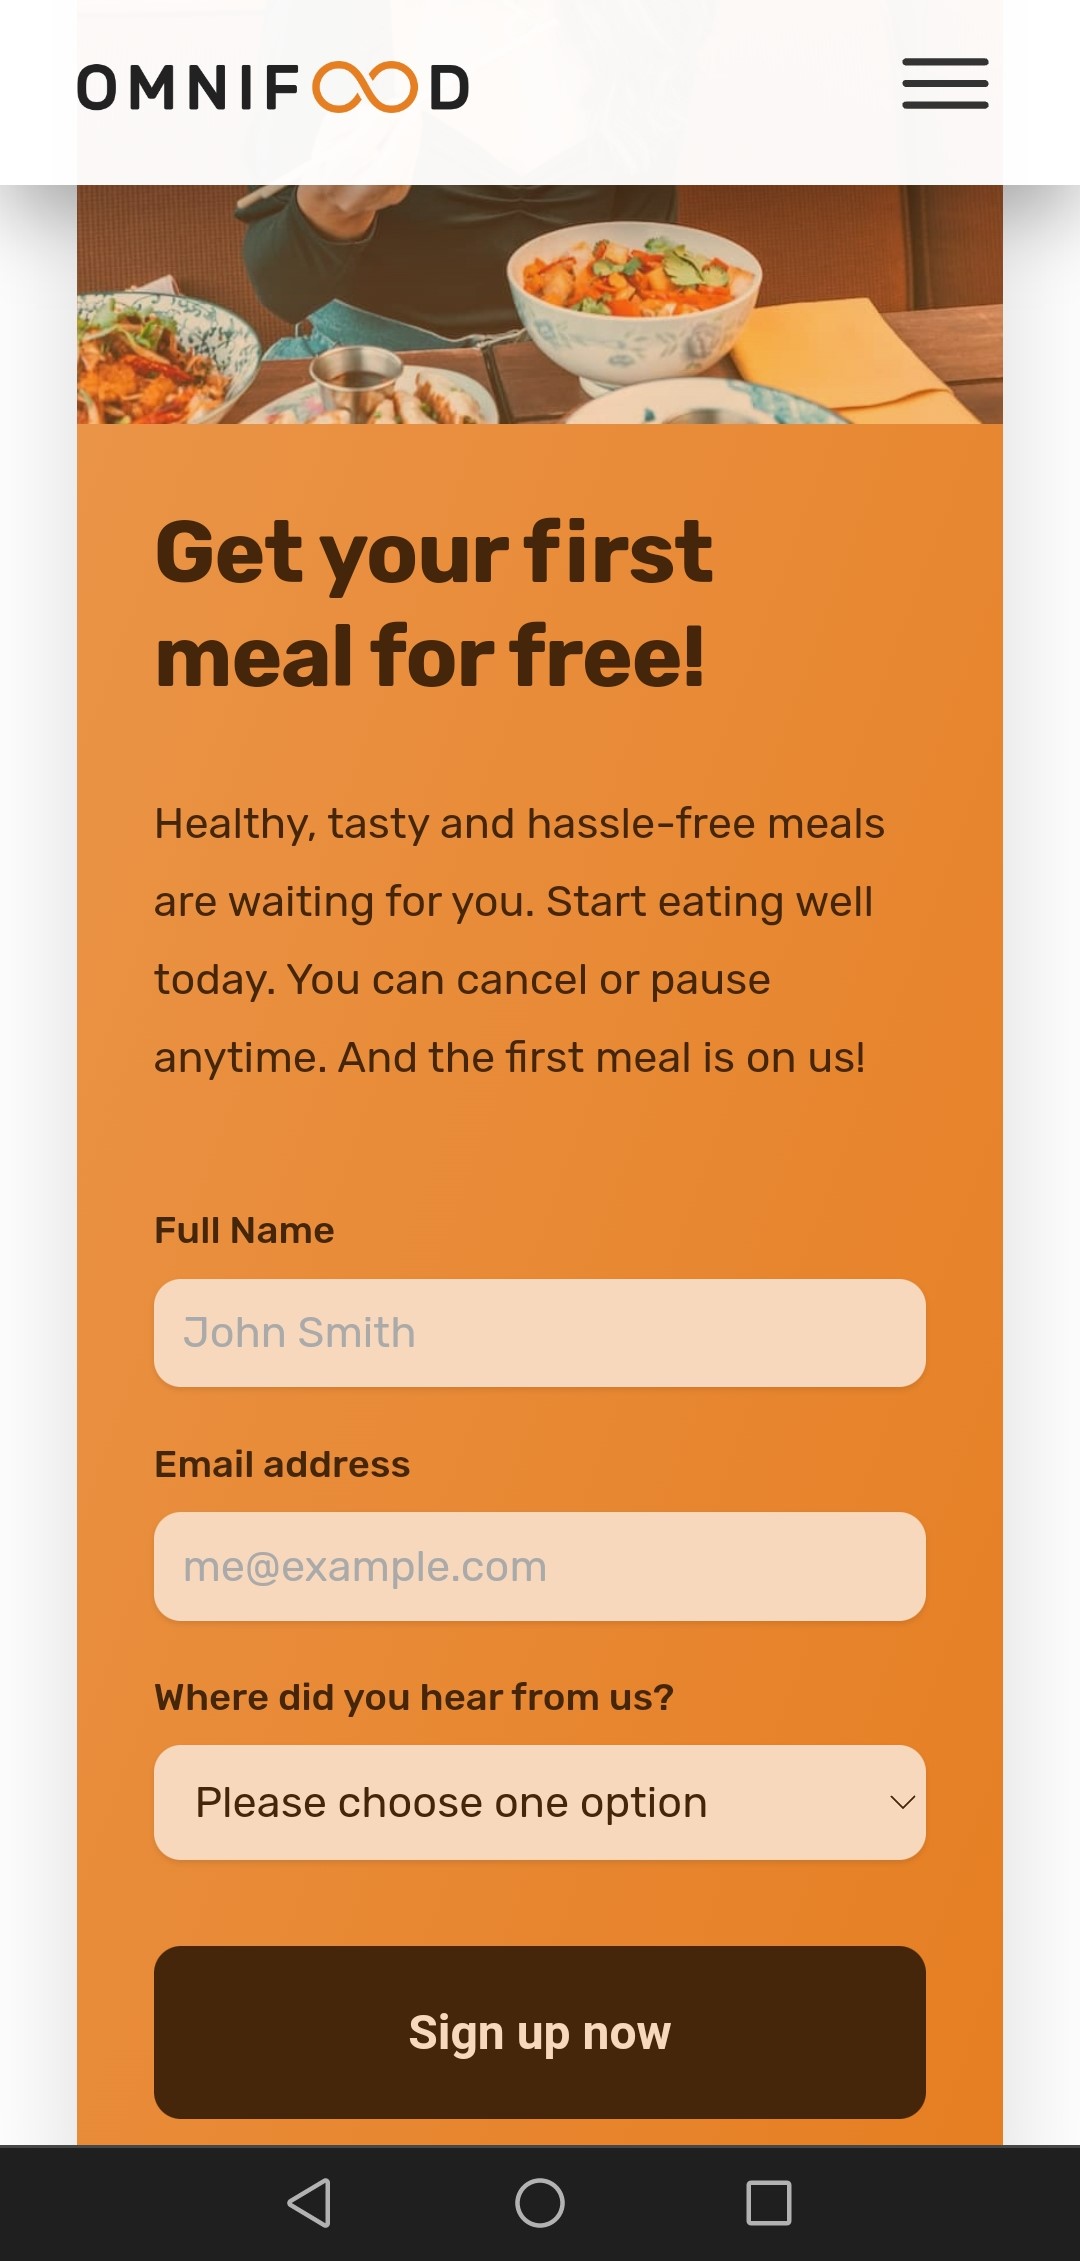 OMNIFOOD
Get your first
meal for free!
Healthy, tasty and hassle-free meals
are waiting for you. Start eating well
today. You can cancel or pause
anytime. And the first meal is on us!
Full Name
John Smith
Email address
me@example.com
Where did you hear from us?
Please choose one option
Sign up now